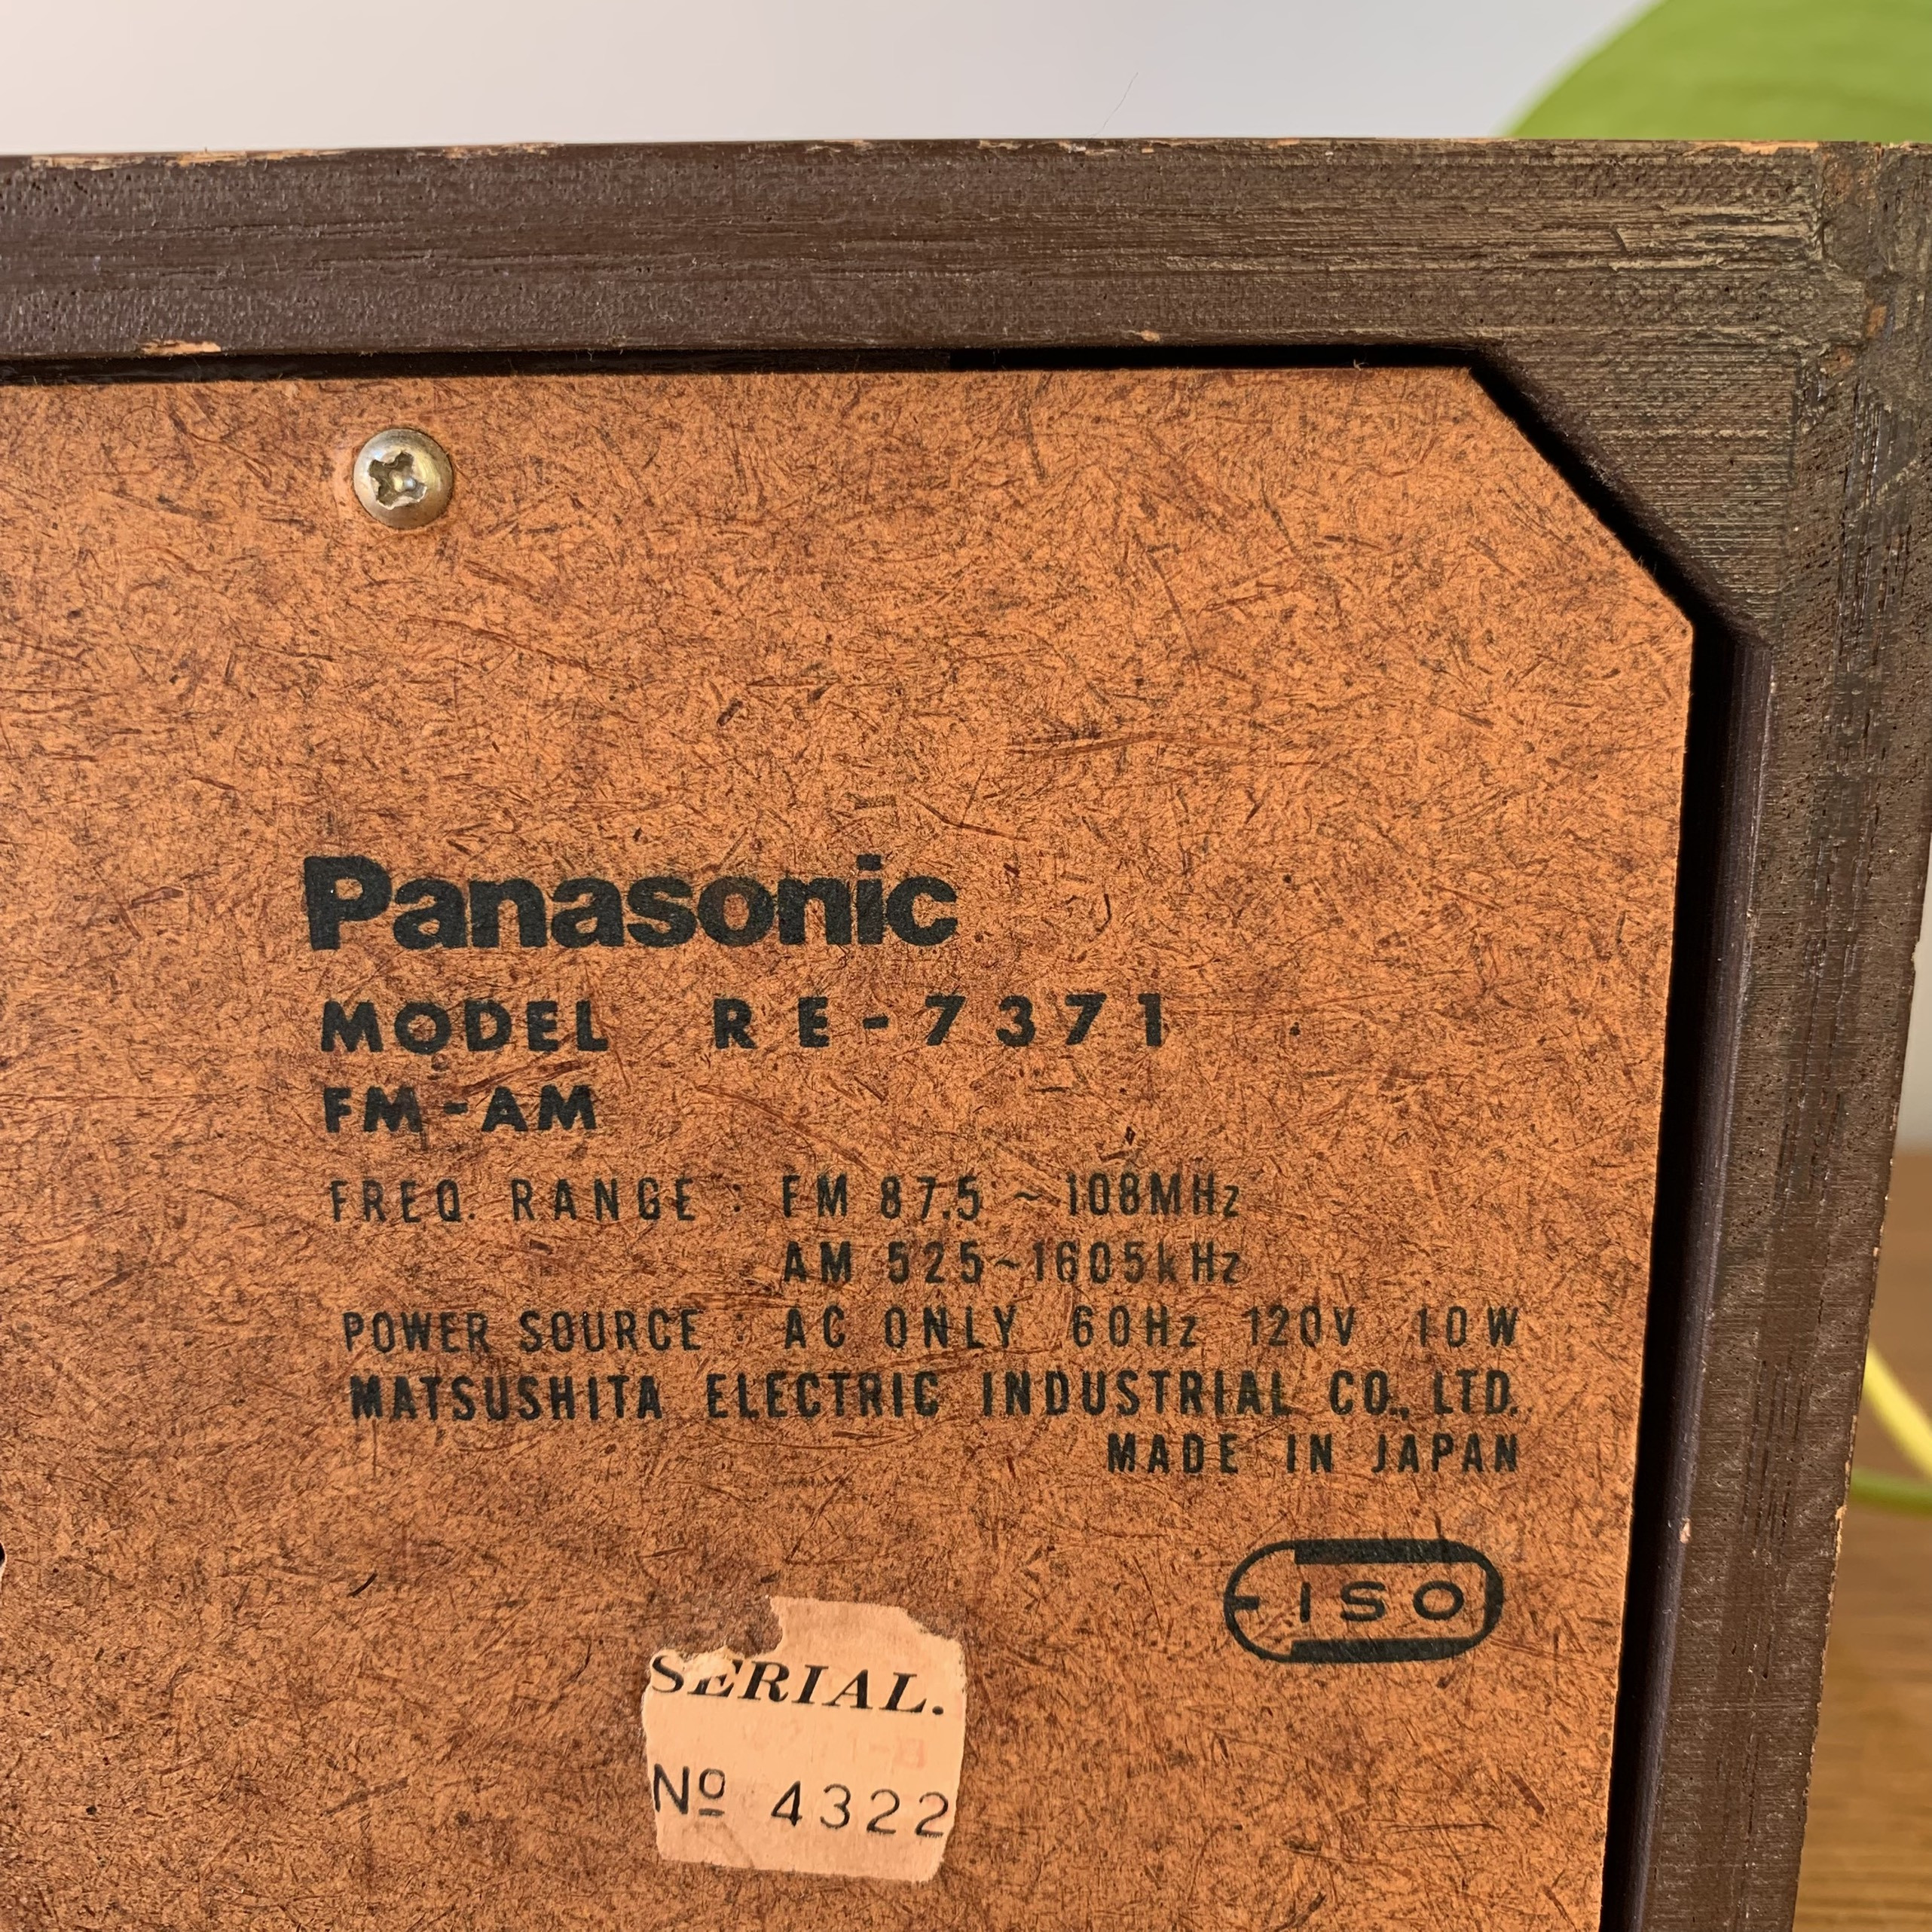 Panasonic
MODEL RE-7371
FM-AM
FREQ. RANGE : FM 87.5 ~ 108MHz
AM 525~1605kHz
POWER SOURCE : AC ONLY 60Hz 120V 10W
MATSUSHITA ELECTRIC INDUSTRIAL CO., LTD.
MADE IN JAPAN
ISO
SERIAL.
Nº 4322